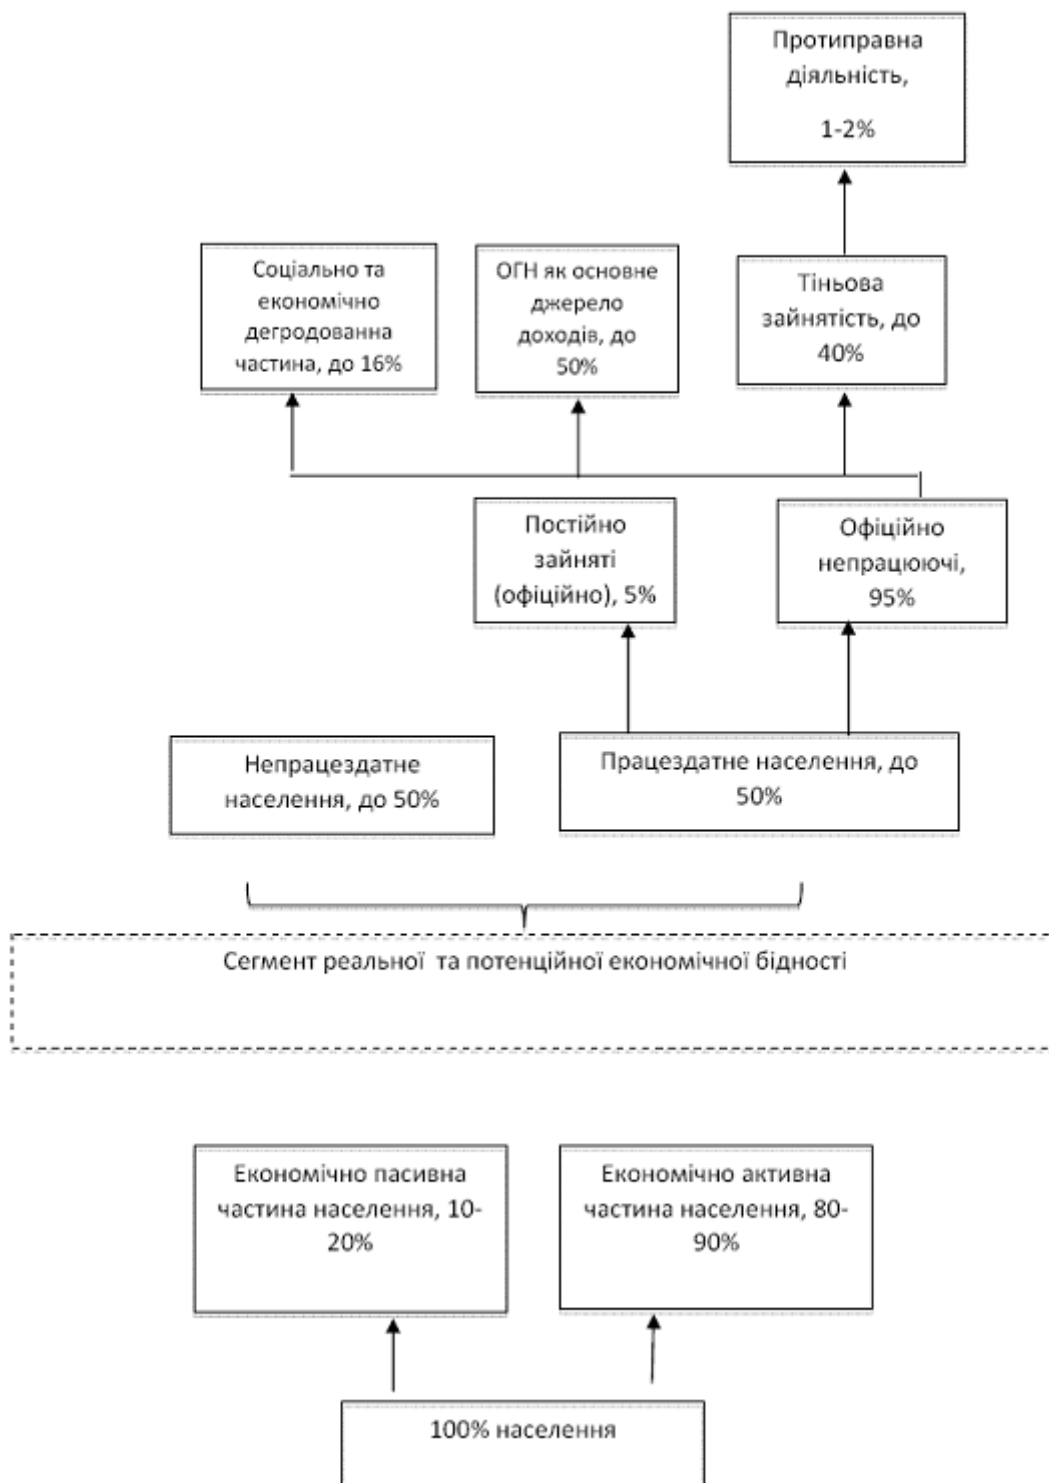 Протиправна
діяльність,
1-2%
Соціально та
економічно
дегродованна
частина, до 16%
ОГН як основне
джерело
доходів, до
50%
Тіньова
зайнятість, до
40%
Постійно
зайняті
(офіційно), 5%
Офіційно
непрацюючі,
95%
Непрацездатне
населення, до 50%
Працездатне населення, до
50%
Сегмент реальної та потенційної економічної бідності
Економічно пасивна
частина населення, 10-
20%
Економічно активна
частина населення, 80-
90%
100% населення